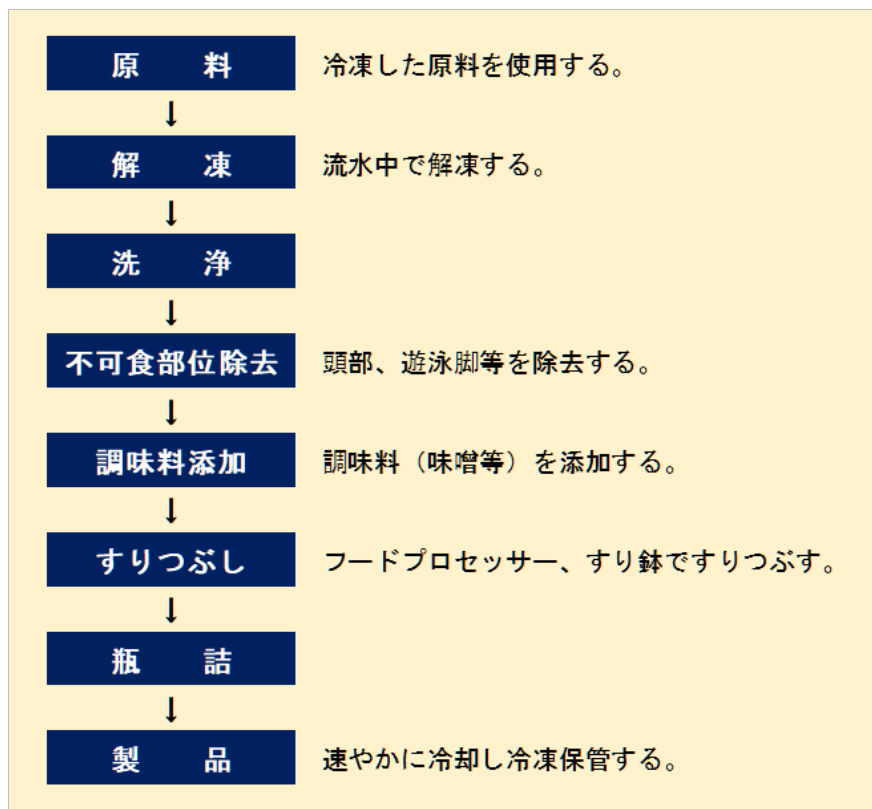 原　　料　冷凍した原料を使用する。
↓
解　　凍　流水中で解凍する。
↓
洗　　浄
↓
不可食部位除去　頭部、遊泳脚等を除去する。
↓
調味料添加　調味料（味噌等）を添加する。
↓
すりつぶし　フードプロセッサー、すり鉢ですりつぶす。
↓
瓶　　詰
↓
製　　品　速やかに冷却し冷凍保管する。